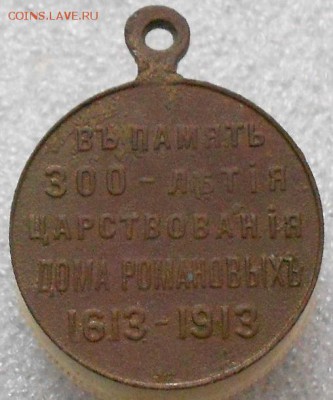 COINS.LAVE.RU
ВЪ ПАМЯТЬ
300-ЛѢТІЯ
ЦАРСТВОВАНІЯ
ДОМА РОМАНОВЫХЪ
1613-1913